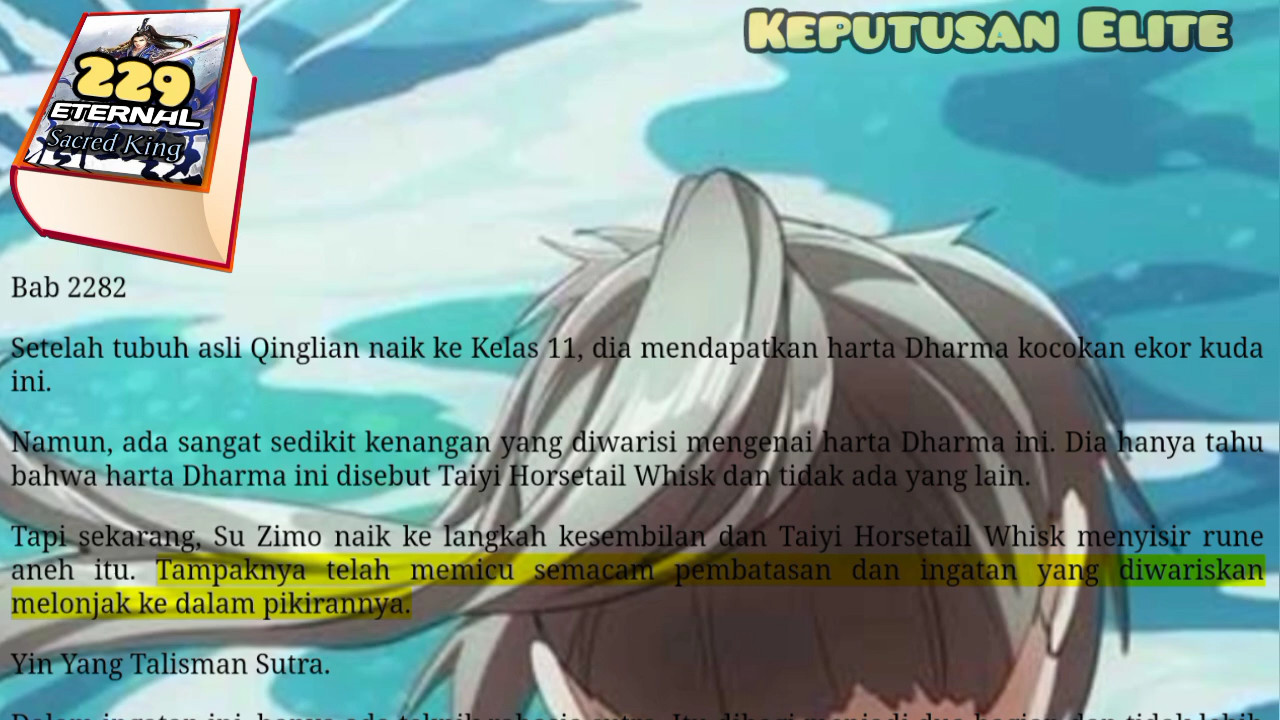 KEPUTUSAN ELITE
229
ETERNAL
Sacred King
Bab 2282
Setelah tubuh asli Qinglian naik ke Kelas 11, dia mendapatkan harta Dharma kocokan ekor kuda
ini.
Namun, ada sangat sedikit kenangan yang diwarisi mengenai harta Dharma ini. Dia hanya tahu
bahwa harta Dharma ini disebut Taiyi Horsetail Whisk dan tidak ada yang lain.
Tapi sekarang, Su Zimo naik ke langkah kesembilan dan Taiyi Horsetail Whisk menyisir rune
aneh itu. Tampaknya telah memicu semacam pembatasan dan ingatan yang diwariskan
melonjak ke dalam pikirannya.
Yin Yang Talisman Sutra.